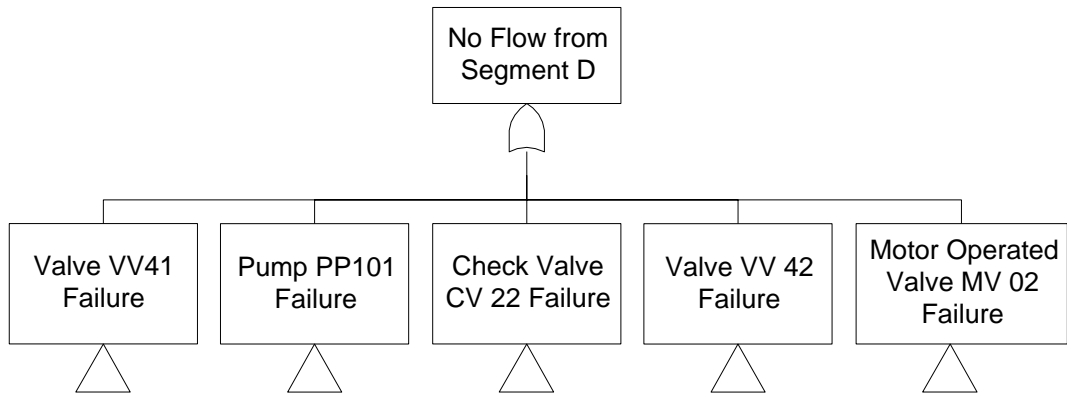 No Flow from
Segment D
Valve VV41
Failure
Pump PP101
Failure
Check Valve
CV 22 Failure
Valve VV 42
Failure
Motor Operated
Valve MV 02
Failure